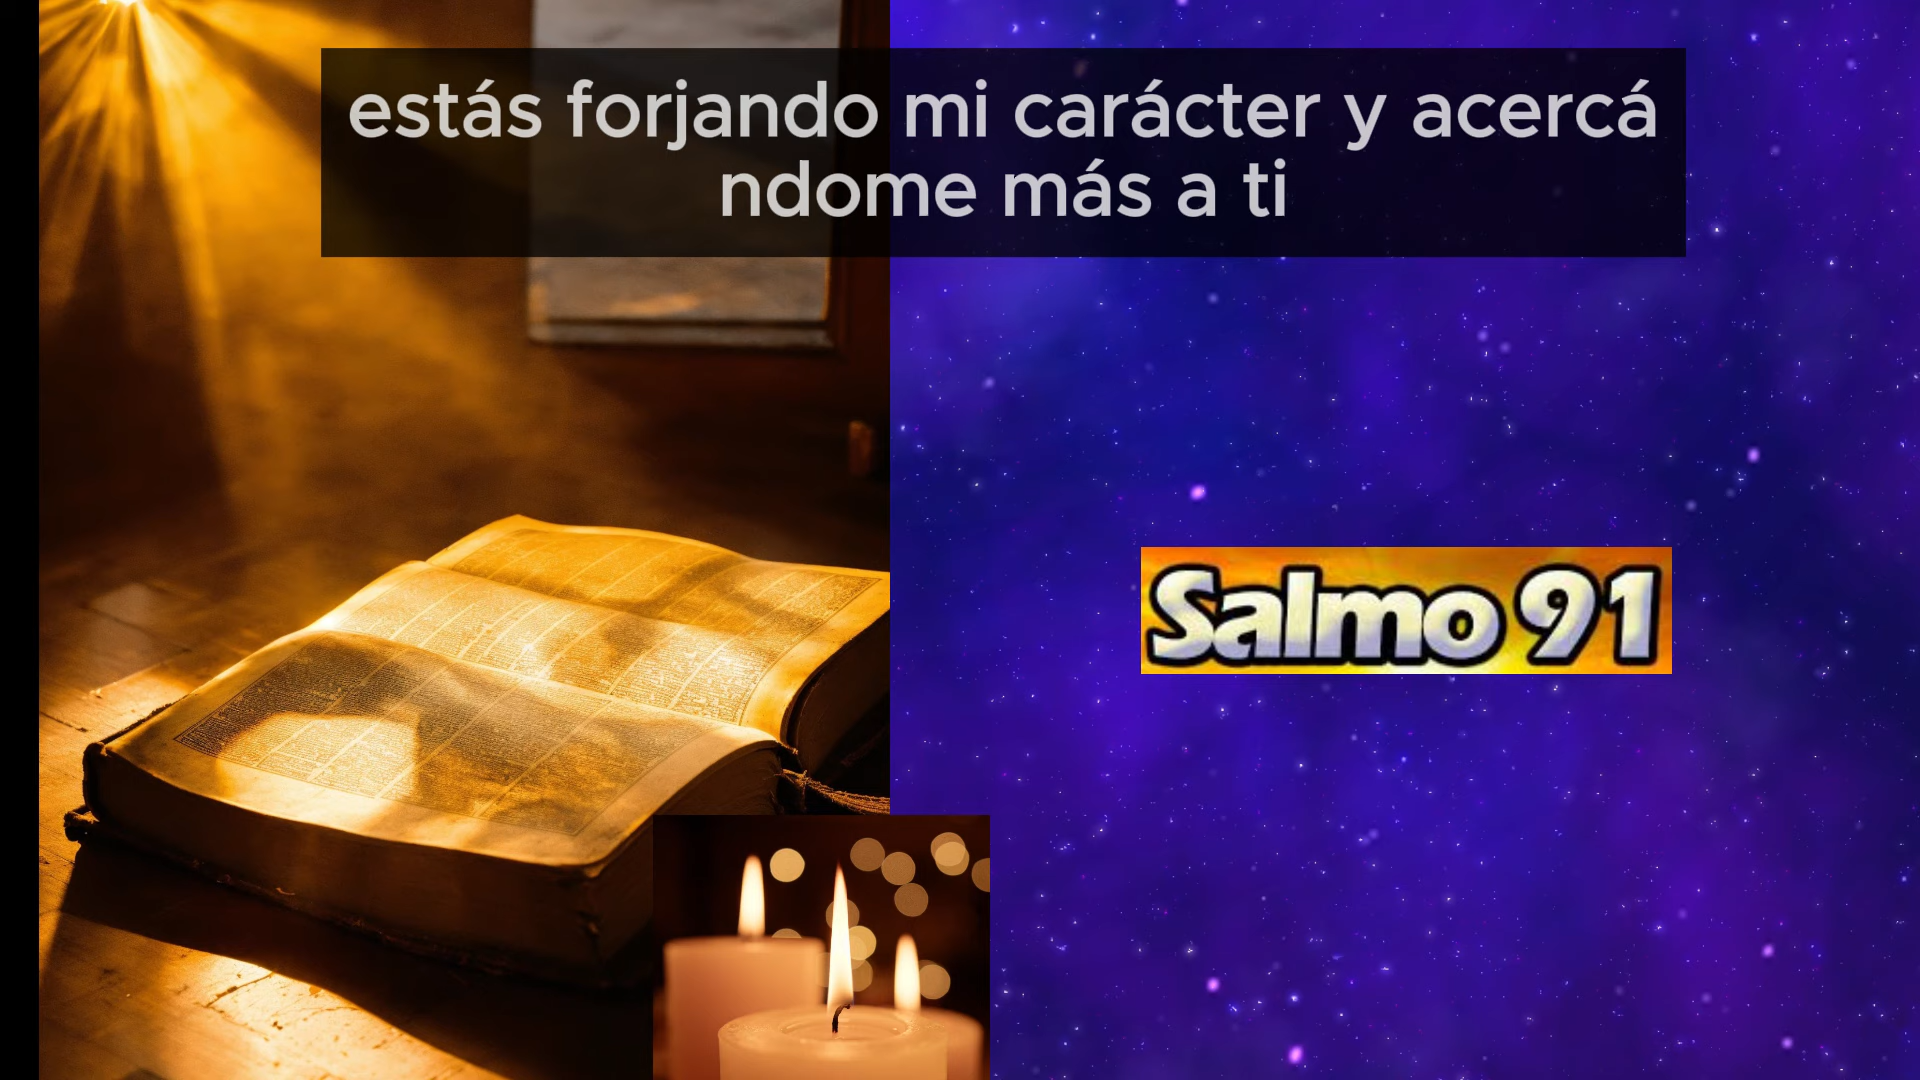 estás forjando mi carácter y acercá
ndome más a ti
Salmo 91